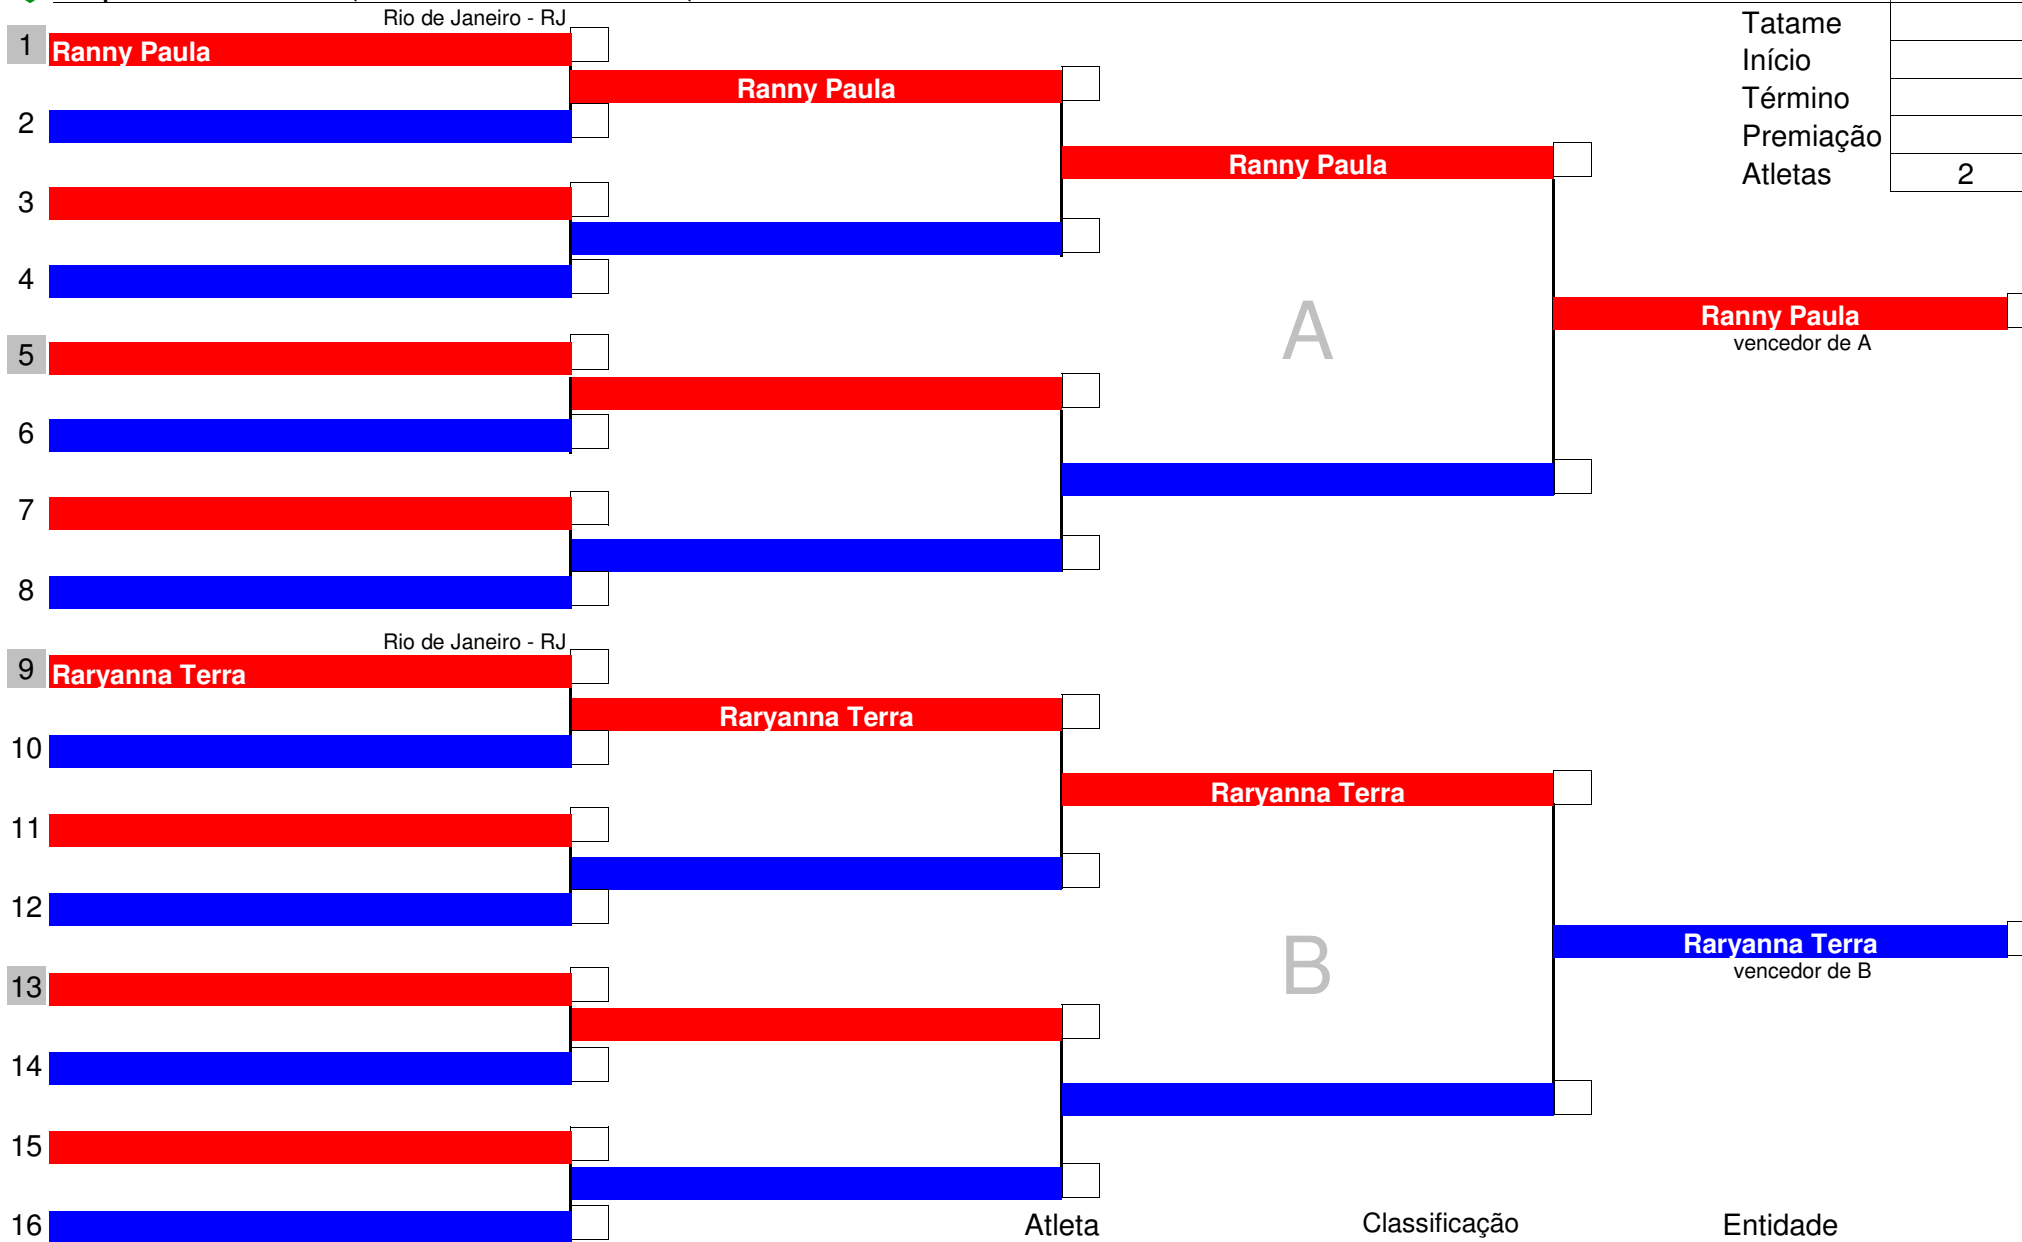 Rio de Janeiro - RJ
Tatame
1 Ranny Paula
Início
Ranny Paula
Término
2
Premiação
Ranny Paula
Atletas 2
3
4
A
Ranny Paula
vencedor de A
5
6
7
8
Rio de Janeiro - RJ
9 Raryanna Terra
Raryanna Terra
10
Raryanna Terra
11
12
B
Raryanna Terra
vencedor de B
13
14
15
16
Atleta Classificação Entidade